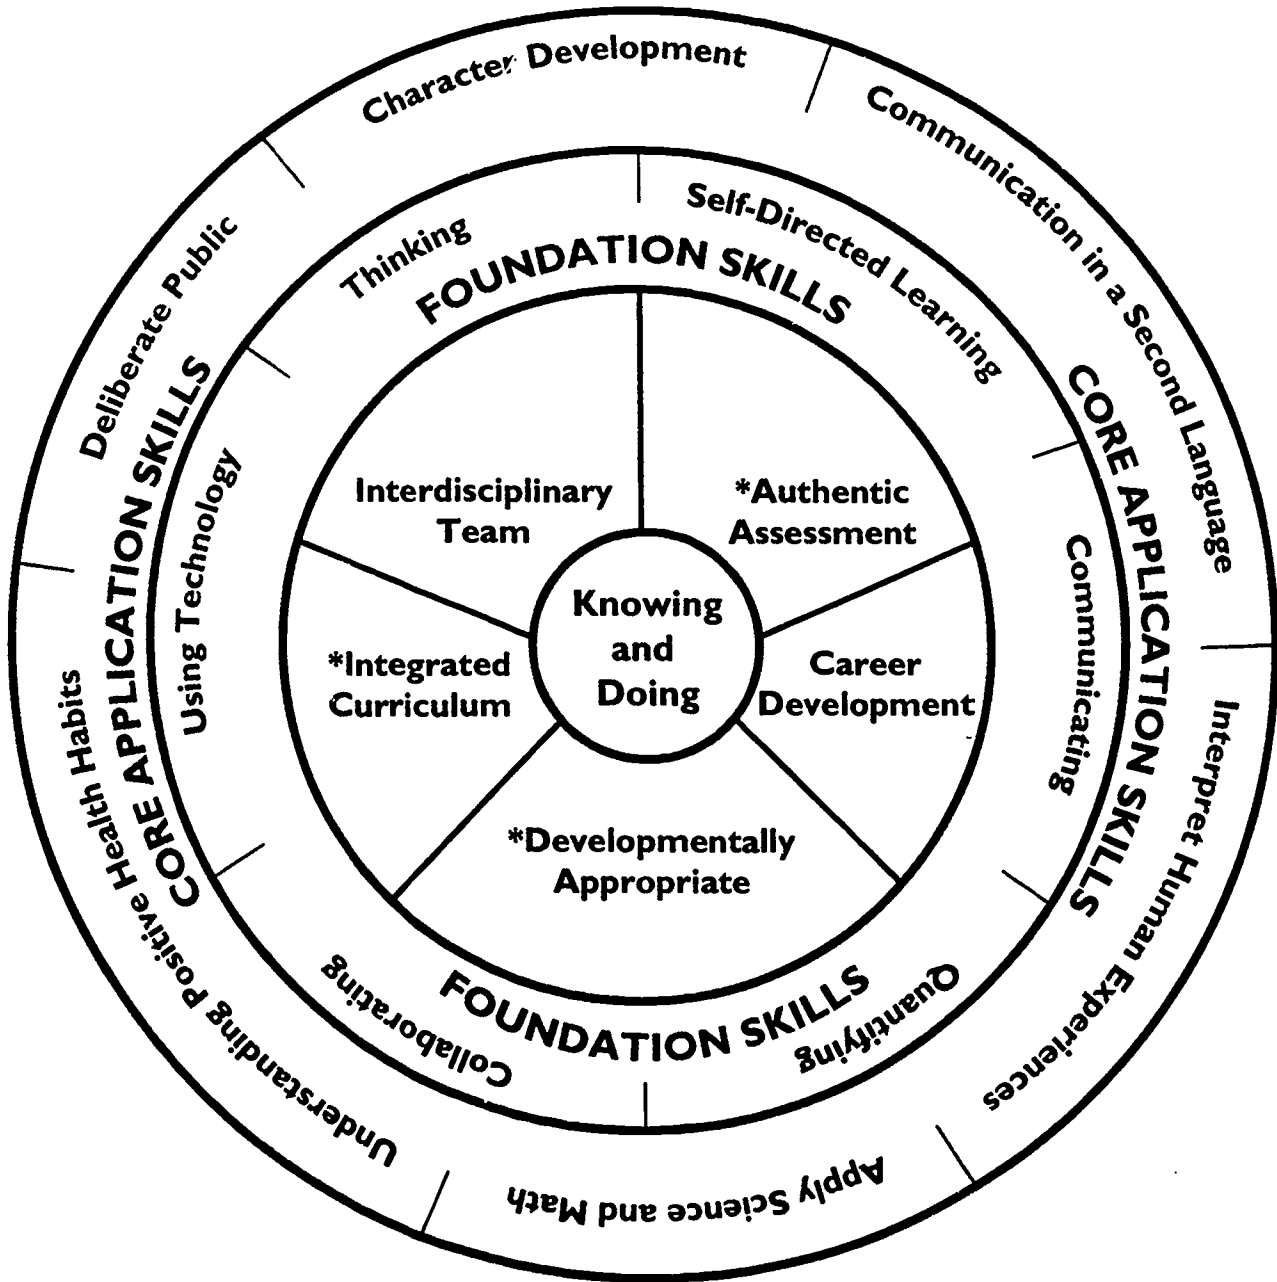 Character Development
Communication in a Second Language
Interpret Human Experiences
Apply Science and Math
Understanding Positive Health Habits
Deliberate Public
CORE APPLICATION SKILLS
CORE APPLICATION SKILLS
Thinking
Self-Directed Learning
Communicating
Quantifying
Collaborating
Using Technology
FOUNDATION SKILLS
FOUNDATION SKILLS
Interdisciplinary
Team
*Authentic
Assessment
Career
Development
*Developmentally
Appropriate
*Integrated
Curriculum
Knowing
and
Doing